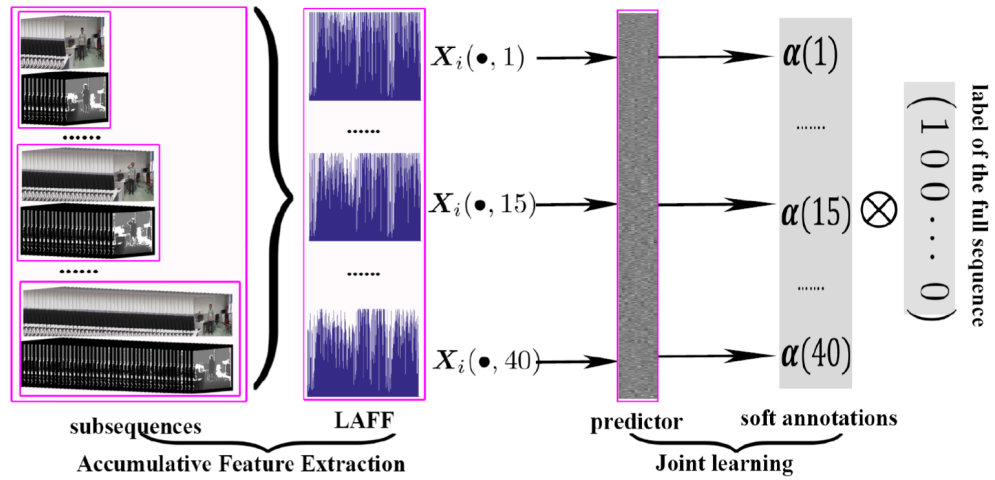 ......
......
X_i(•, 1)
......
X_i(•, 15)
......
X_i(•, 40)
α(1)
.......
α(15)
.......
α(40)
⊗
(1 0 0 ... 0)
label of the full sequence
subsequences
LAFF
predictor
soft annotations
Accumulative Feature Extraction
Joint learning